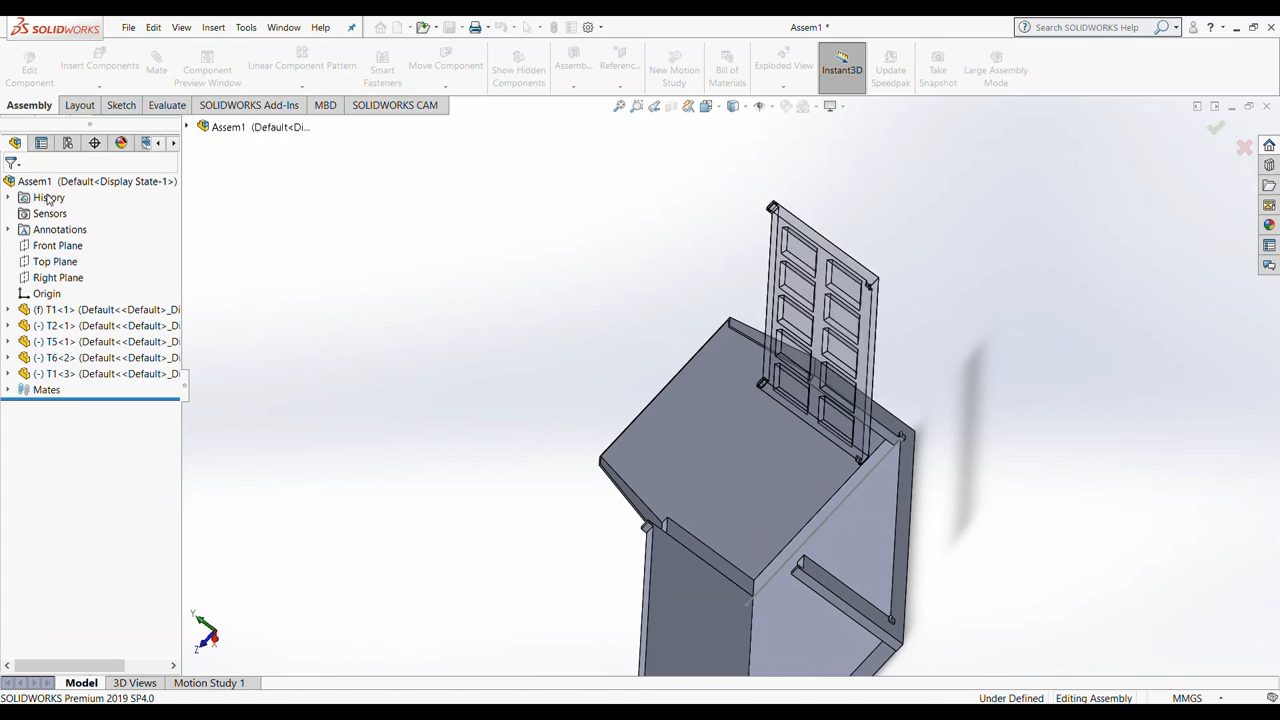 SOLIDWORKS
File Edit View Insert Tools Window Help
Assem1 *
Search SOLIDWORKS Help
Edit Component
Insert Components
Mate
Component Preview Window
Linear Component Pattern
Smart Fasteners
Move Component
Show Hidden Components
Assemb...
Referenc...
New Motion Study
Bill of Materials
Exploded View
Instant3D
Update Speedpak
Take Snapshot
Large Assembly Mode
Assembly Layout Sketch Evaluate SOLIDWORKS Add-Ins MBD SOLIDWORKS CAM
Assem1 (Default<Di...
Assem1 (Default<Display State-1>)
History
Sensors
Annotations
Front Plane
Top Plane
Right Plane
Origin
(f) T1<1> (Default<<Default>_Di
(-) T2<1> (Default<<Default>_Di
(-) T5<1> (Default<<Default>_Di
(-) T6<2> (Default<<Default>_Di
(-) T1<3> (Default<<Default>_Di
Mates
Y
Z
X
Model 3D Views Motion Study 1
SOLIDWORKS Premium 2019 SP4.0
Under Defined Editing Assembly MMGS